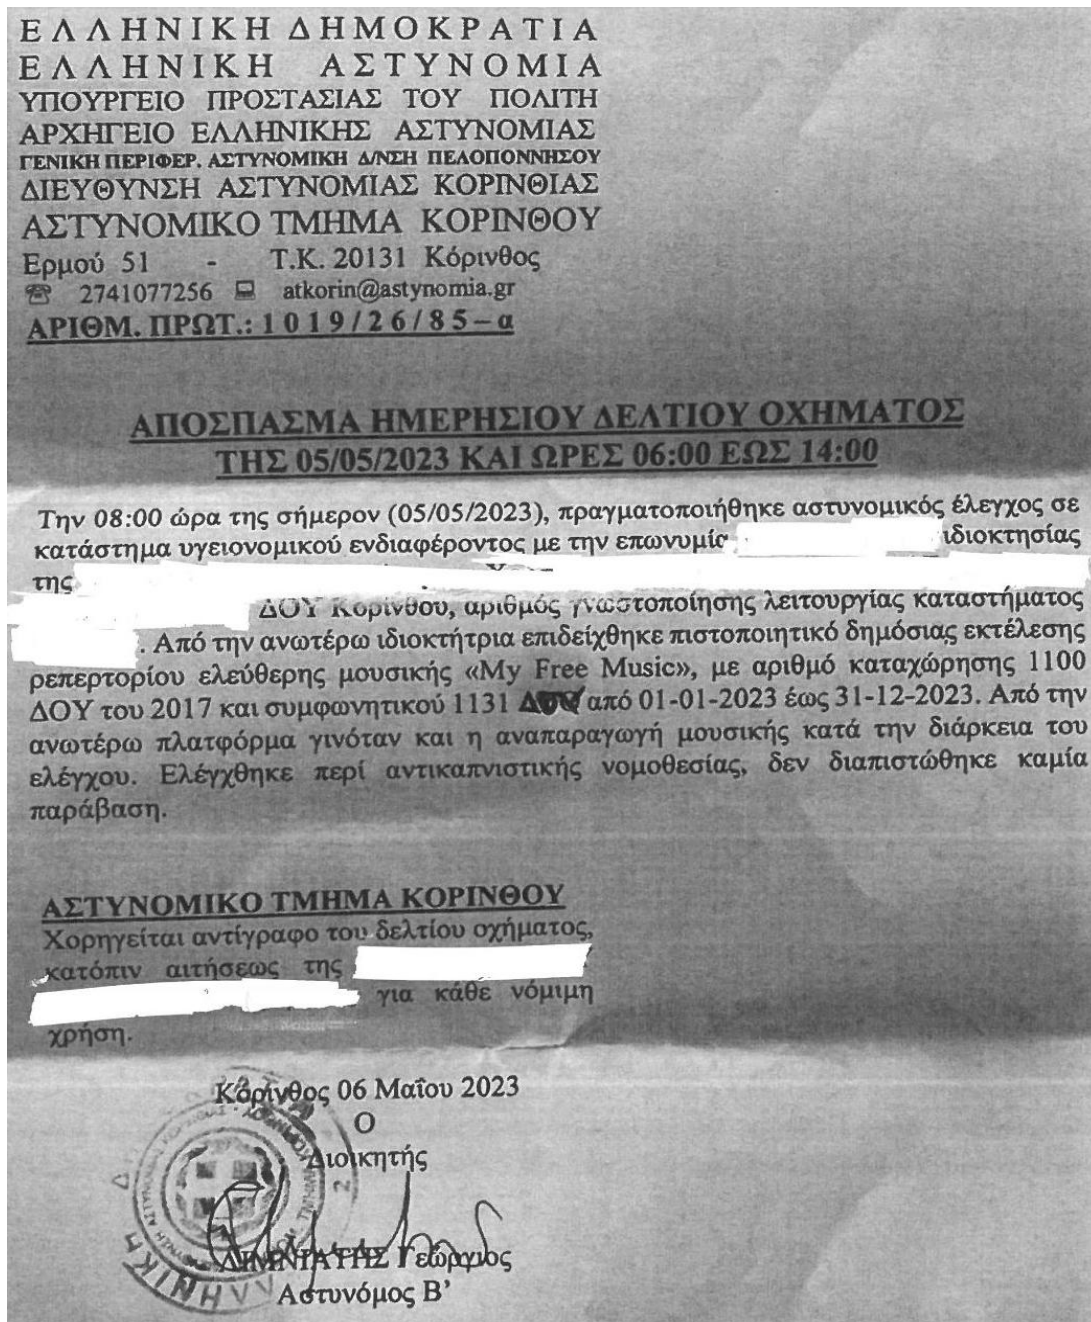 ΕΛΛΗΝΙΚΗ ΔΗΜΟΚΡΑΤΙΑ
ΕΛΛΗΝΙΚΗ ΑΣΤΥΝΟΜΙΑ
ΥΠΟΥΡΓΕΙΟ ΠΡΟΣΤΑΣΙΑΣ ΤΟΥ ΠΟΛΙΤΗ
ΑΡΧΗΓΕΙΟ ΕΛΛΗΝΙΚΗΣ ΑΣΤΥΝΟΜΙΑΣ
ΓΕΝΙΚΗ ΠΕΡΙΦΕΡ. ΑΣΤΥΝΟΜΙΚΗ Δ/ΝΣΗ ΠΕΛΟΠΟΝΝΗΣΟΥ
ΔΙΕΥΘΥΝΣΗ ΑΣΤΥΝΟΜΙΑΣ ΚΟΡΙΝΘΙΑΣ
ΑΣΤΥΝΟΜΙΚΟ ΤΜΗΜΑ ΚΟΡΙΝΘΟΥ
Ερμού 51 - Τ.Κ. 20131 Κόρινθος
2741077256 atkorin@astynomia.gr
ΑΡΙΘΜ. ΠΡΩΤ.: 1019/26/85-α
ΑΠΟΣΠΑΣΜΑ ΗΜΕΡΗΣΙΟΥ ΔΕΛΤΙΟΥ ΟΧΗΜΑΤΟΣ
ΤΗΣ 05/05/2023 ΚΑΙ ΩΡΕΣ 06:00 ΕΩΣ 14:00
Την 08:00 ώρα της σήμερον (05/05/2023), πραγματοποιήθηκε αστυνομικός έλεγχος σε
κατάστημα υγειονομικού ενδιαφέροντος με την επωνυμία ιδιοκτησίας
της
ΔΟΥ Κορίνθου, αριθμός γνωστοποίησης λειτουργίας καταστήματος
. Από την ανωτέρω ιδιοκτήτρια επιδείχθηκε πιστοποιητικό δημόσιας εκτέλεσης
ρεπερτορίου ελεύθερης μουσικής «My Free Music», με αριθμό καταχώρησης 1100
ΔΟΥ του 2017 και συμφωνητικού 1131 από 01-01-2023 έως 31-12-2023. Από την
ανωτέρω πλατφόρμα γινόταν και η αναπαραγωγή μουσικής κατά την διάρκεια του
ελέγχου. Ελέγχθηκε περί αντικαπνιστικής νομοθεσίας, δεν διαπιστώθηκε καμία
παράβαση.
ΑΣΤΥΝΟΜΙΚΟ ΤΜΗΜΑ ΚΟΡΙΝΘΟΥ
Χορηγείται αντίγραφο του δελτίου οχήματος,
κατόπιν αιτήσεως της
για κάθε νόμιμη
χρήση.
Κόρινθος 06 Μαΐου 2023
Ο
Διοικητής
ΛΙΜΝΙΑΤΗΣ Γεώργιος
Αστυνόμος Β'